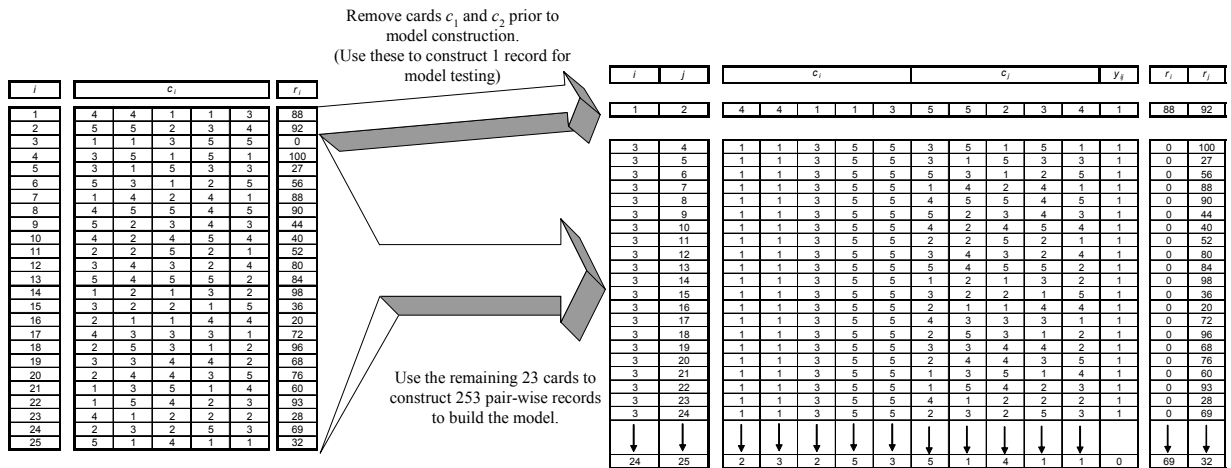 Remove cards c1 and c2 prior to
model construction.
(Use these to construct 1 record for
model testing)
i ci ri
1 4 4 1 1 3 88
2 5 5 2 3 4 92
3 1 1 3 5 5 0
4 3 5 1 5 1 100
5 3 1 5 3 3 27
6 5 3 1 2 5 56
7 1 4 2 4 1 88
8 4 5 5 4 5 90
9 5 2 3 4 3 44
10 4 2 4 5 4 40
11 2 2 5 2 1 52
12 3 4 3 2 4 80
13 5 4 5 5 2 84
14 1 2 1 3 2 98
15 3 2 2 1 5 36
16 2 1 1 4 4 20
17 4 3 3 3 1 72
18 2 5 3 1 2 96
19 3 3 4 4 2 68
20 2 4 4 3 5 76
21 1 3 5 1 4 60
22 1 5 4 2 3 93
23 4 1 2 2 2 28
24 2 3 2 5 3 69
25 5 1 4 1 1 32
Use the remaining 23 cards to
construct 253 pair-wise records
to build the model.
i j ci cj yij ri rj
1 2 4 4 1 1 3 5 5 2 3 4 1 88 92
3 4 1 1 3 5 5 3 5 1 5 1 1 0 100
3 5 1 1 3 5 5 3 1 5 3 3 1 0 27
3 6 1 1 3 5 5 5 3 1 2 5 1 0 56
3 7 1 1 3 5 5 1 4 2 4 1 1 0 88
3 8 1 1 3 5 5 4 5 5 4 5 1 0 90
3 9 1 1 3 5 5 5 2 3 4 3 1 0 44
3 10 1 1 3 5 5 4 2 4 5 4 1 0 40
3 11 1 1 3 5 5 2 2 5 2 1 1 0 52
3 12 1 1 3 5 5 3 4 3 2 4 1 0 80
3 13 1 1 3 5 5 5 4 5 5 2 1 0 84
3 14 1 1 3 5 5 1 2 1 3 2 1 0 98
3 15 1 1 3 5 5 3 2 2 1 5 1 0 36
3 16 1 1 3 5 5 2 1 1 4 4 1 0 20
3 17 1 1 3 5 5 4 3 3 3 1 1 0 72
3 18 1 1 3 5 5 2 5 3 1 2 1 0 96
3 19 1 1 3 5 5 3 3 4 4 2 1 0 68
3 20 1 1 3 5 5 2 4 4 3 5 1 0 76
3 21 1 1 3 5 5 1 3 5 1 4 1 0 60
3 22 1 1 3 5 5 1 5 4 2 3 1 0 93
3 23 1 1 3 5 5 4 1 2 2 2 1 0 28
3 24 1 1 3 5 5 2 3 2 5 3 1 0 69
24 25 2 3 2 5 3 5 1 4 1 1 0 69 32